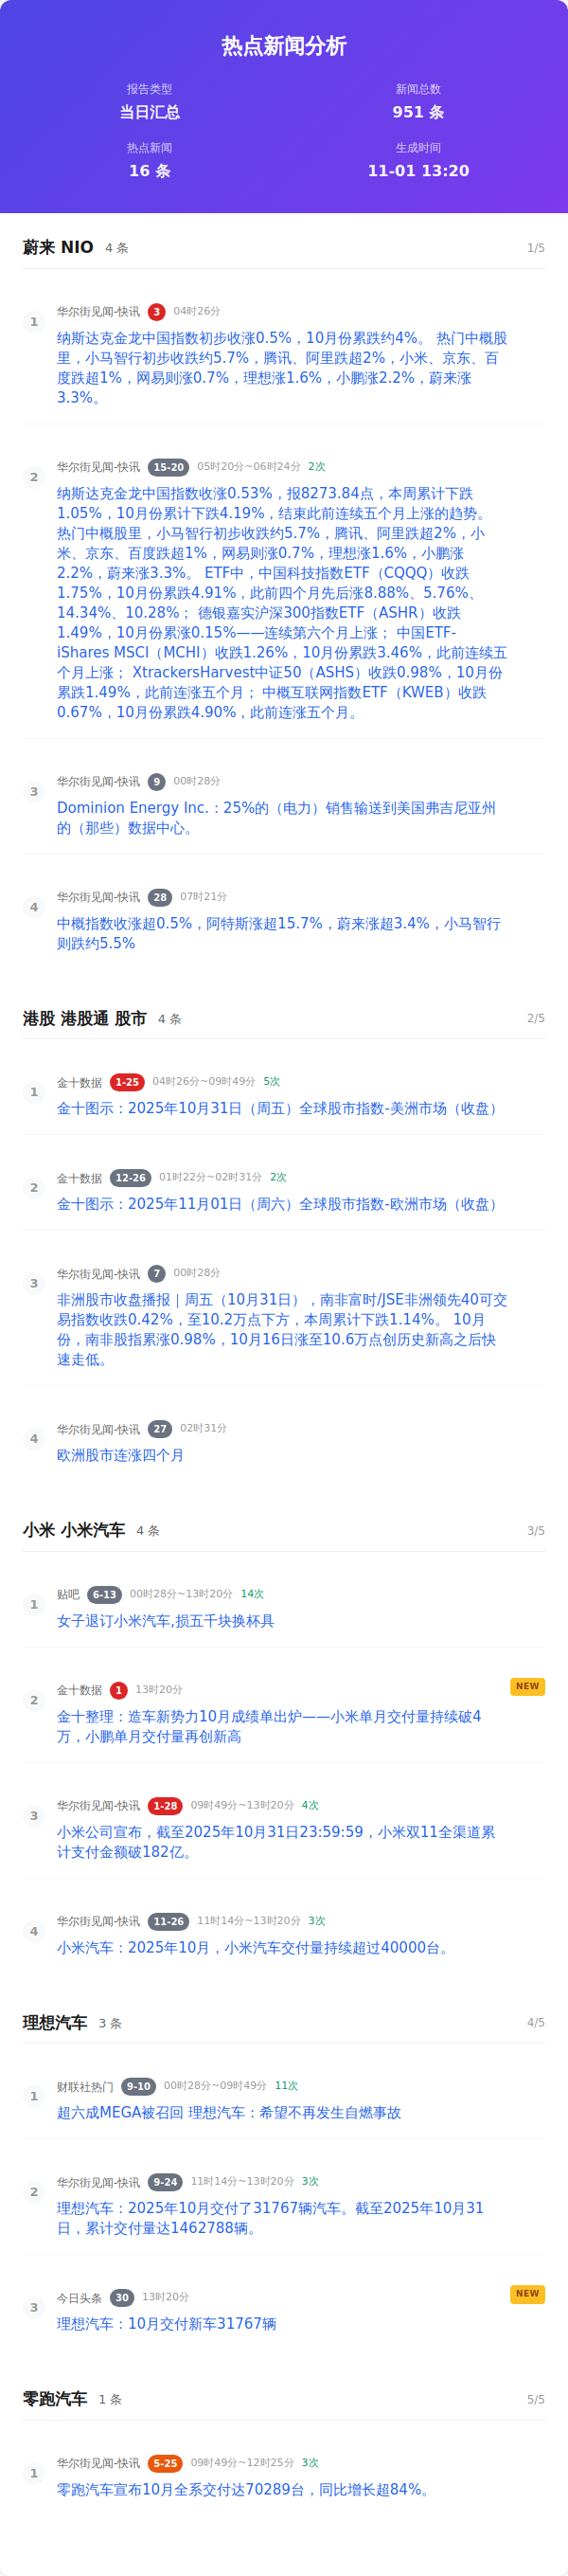 热点新闻分析
报告类型
当日汇总
新闻总数
951 条
热点新闻
16 条
生成时间
11-01 13:20
蔚来 NIO 4 条 1/5
1 华尔街见闻-快讯 3 04时26分
纳斯达克金龙中国指数初步收涨0.5%，10月份累跌约4%。 热门中概股
里，小马智行初步收跌约5.7%，腾讯、阿里跌超2%，小米、京东、百
度跌超1%，网易则涨0.7%，理想涨1.6%，小鹏涨2.2%，蔚来涨
3.3%。
2 华尔街见闻-快讯 15-20 05时20分~06时24分 2次
纳斯达克金龙中国指数收涨0.53%，报8273.84点，本周累计下跌
1.05%，10月份累计下跌4.19%，结束此前连续五个月上涨的趋势。
热门中概股里，小马智行初步收跌约5.7%，腾讯、阿里跌超2%，小
米、京东、百度跌超1%，网易则涨0.7%，理想涨1.6%，小鹏涨
2.2%，蔚来涨3.3%。 ETF中，中国科技指数ETF（CQQQ）收跌
1.75%，10月份累跌4.91%，此前四个月先后涨8.88%、5.76%、
14.34%、10.28%； 德银嘉实沪深300指数ETF（ASHR）收跌
1.49%，10月份累涨0.15%——连续第六个月上涨； 中国ETF-
iShares MSCI（MCHI）收跌1.26%，10月份累跌3.46%，此前连续五
个月上涨； XtrackersHarvest中证50（ASHS）收跌0.98%，10月份
累跌1.49%，此前连涨五个月； 中概互联网指数ETF（KWEB）收跌
0.67%，10月份累跌4.90%，此前连涨五个月。
3 华尔街见闻-快讯 9 00时28分
Dominion Energy Inc.：25%的（电力）销售输送到美国弗吉尼亚州
的（那些）数据中心。
4 华尔街见闻-快讯 28 07时21分
中概指数收涨超0.5%，阿特斯涨超15.7%，蔚来涨超3.4%，小马智行
则跌约5.5%
港股 港股通 股市 4 条 2/5
1 金十数据 1-25 04时26分~09时49分 5次
金十图示：2025年10月31日（周五）全球股市指数-美洲市场（收盘）
2 金十数据 12-26 01时22分~02时31分 2次
金十图示：2025年11月01日（周六）全球股市指数-欧洲市场（收盘）
3 华尔街见闻-快讯 7 00时28分
非洲股市收盘播报｜周五（10月31日），南非富时/JSE非洲领先40可交
易指数收跌0.42%，至10.2万点下方，本周累计下跌1.14%。 10月
份，南非股指累涨0.98%，10月16日涨至10.6万点创历史新高之后快
速走低。
4 华尔街见闻-快讯 27 02时31分
欧洲股市连涨四个月
小米 小米汽车 4 条 3/5
1 贴吧 6-13 00时28分~13时20分 14次
女子退订小米汽车,损五千块换杯具
2 金十数据 1 13时20分 NEW
金十整理：造车新势力10月成绩单出炉——小米单月交付量持续破4
万，小鹏单月交付量再创新高
3 华尔街见闻-快讯 1-28 09时49分~13时20分 4次
小米公司宣布，截至2025年10月31日23:59:59，小米双11全渠道累
计支付金额破182亿。
4 华尔街见闻-快讯 11-26 11时14分~13时20分 3次
小米汽车：2025年10月，小米汽车交付量持续超过40000台。
理想汽车 3 条 4/5
1 财联社热门 9-10 00时28分~09时49分 11次
超六成MEGA被召回 理想汽车：希望不再发生自燃事故
2 华尔街见闻-快讯 9-24 11时14分~13时20分 3次
理想汽车：2025年10月交付了31767辆汽车。截至2025年10月31
日，累计交付量达1462788辆。
3 今日头条 30 13时20分 NEW
理想汽车：10月交付新车31767辆
零跑汽车 1 条 5/5
1 华尔街见闻-快讯 5-25 09时49分~12时25分 3次
零跑汽车宣布10月全系交付达70289台，同比增长超84%。